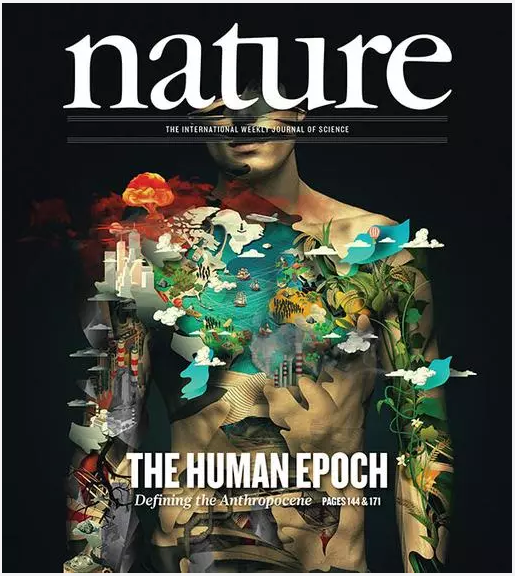 nature
THE INTERNATIONAL WEEKLY JOURNAL OF SCIENCE
THE HUMAN EPOCH
Defining the Anthropocene PAGES 144 & 171